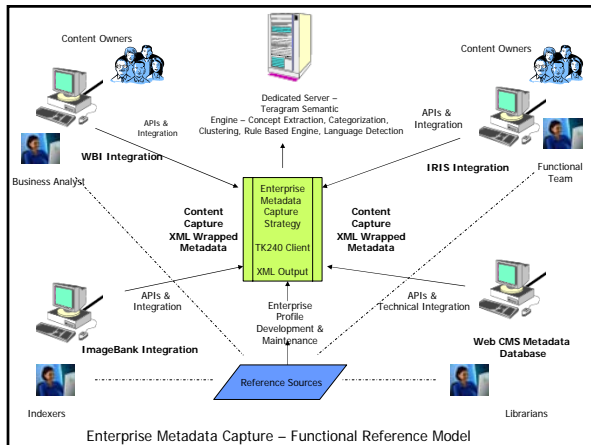 Content Owners
Content Owners
Dedicated Server –
Teragram Semantic
Engine – Concept Extraction, Categorization,
Clustering, Rule Based Engine, Language Detection
APIs &
Integration
APIs &
Integration
WBI Integration
IRIS Integration
Business Analyst
Functional
Team
Enterprise
Metadata
Capture
Strategy
TK240 Client
XML Output
Content
Capture
XML Wrapped
Metadata
Content
Capture
XML Wrapped
Metadata
APIs &
Integration
APIs &
Technical Integration
Enterprise
Profile
Development &
Maintenance
ImageBank Integration
Web CMS Metadata
Database
Reference Sources
Indexers
Librarians
Enterprise Metadata Capture – Functional Reference Model